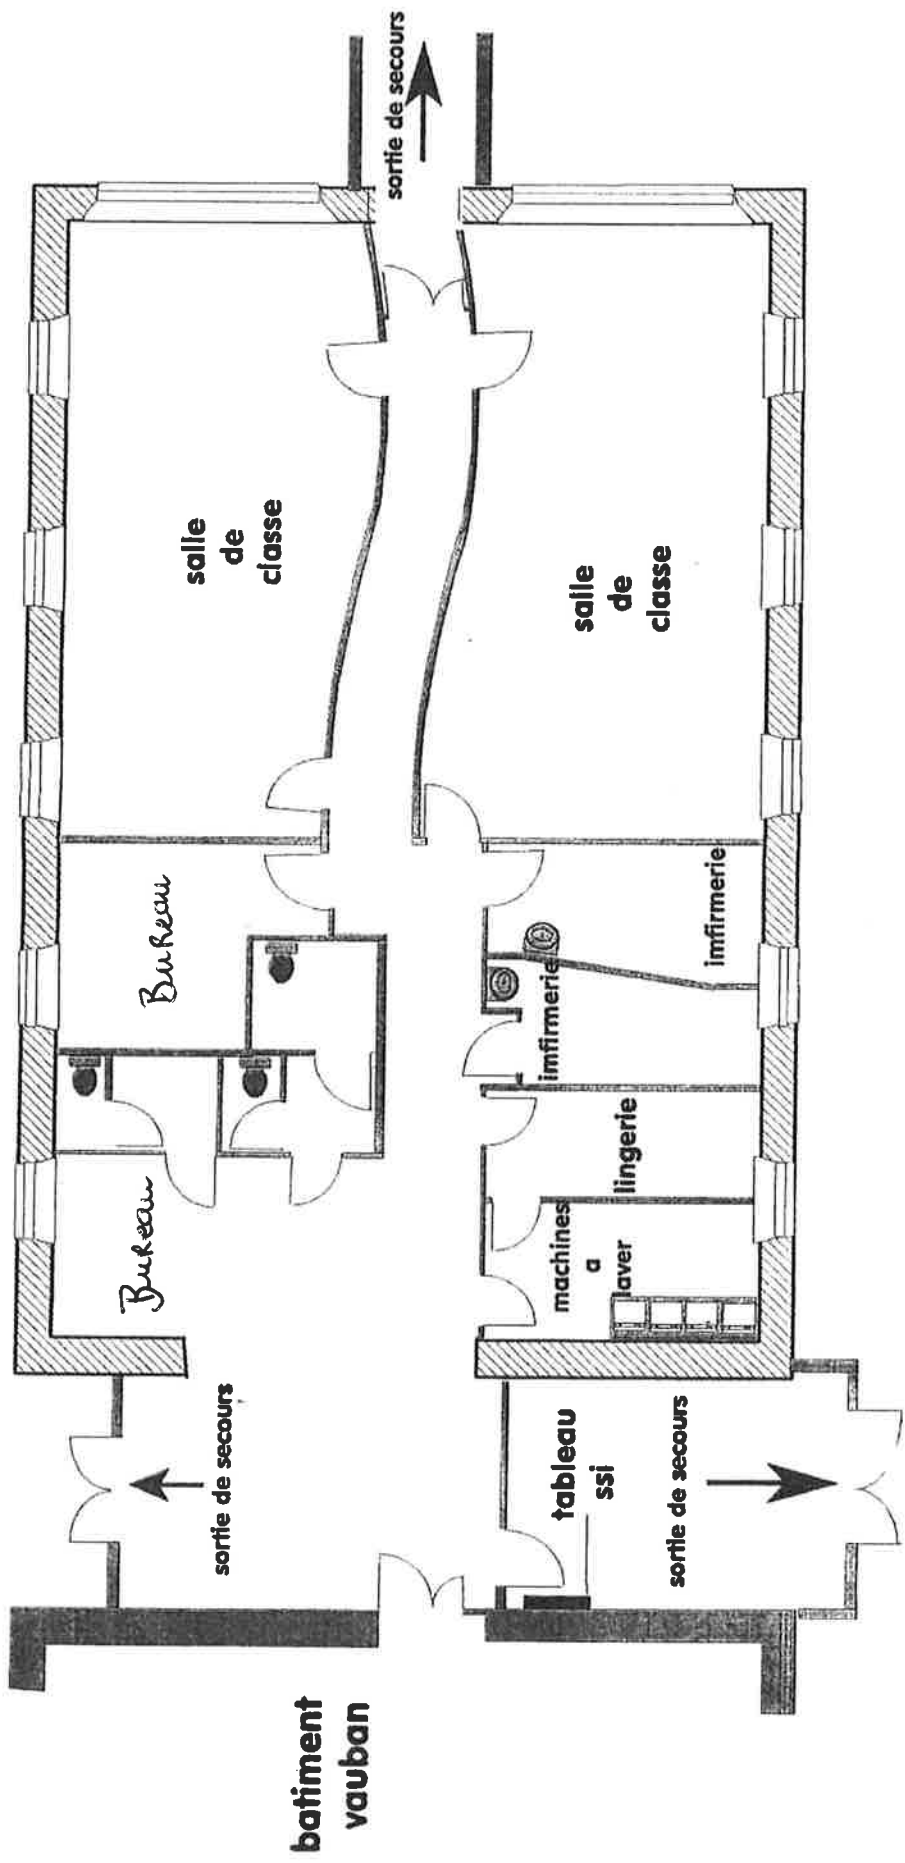 sortie de secours
salle
de
classe
salle
de
classe
Bureau
imfirmerie
imfirmerie
Bureau
lingerie
machines
a
laver
sortie de secours
tableau
ssi
sortie de secours
batiment
vauban